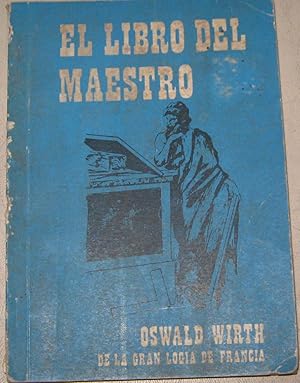 EL LIBRO DEL
MAESTRO
OSWALD WIRTH
DE LA GRAN LOGIA DE FRANCIA